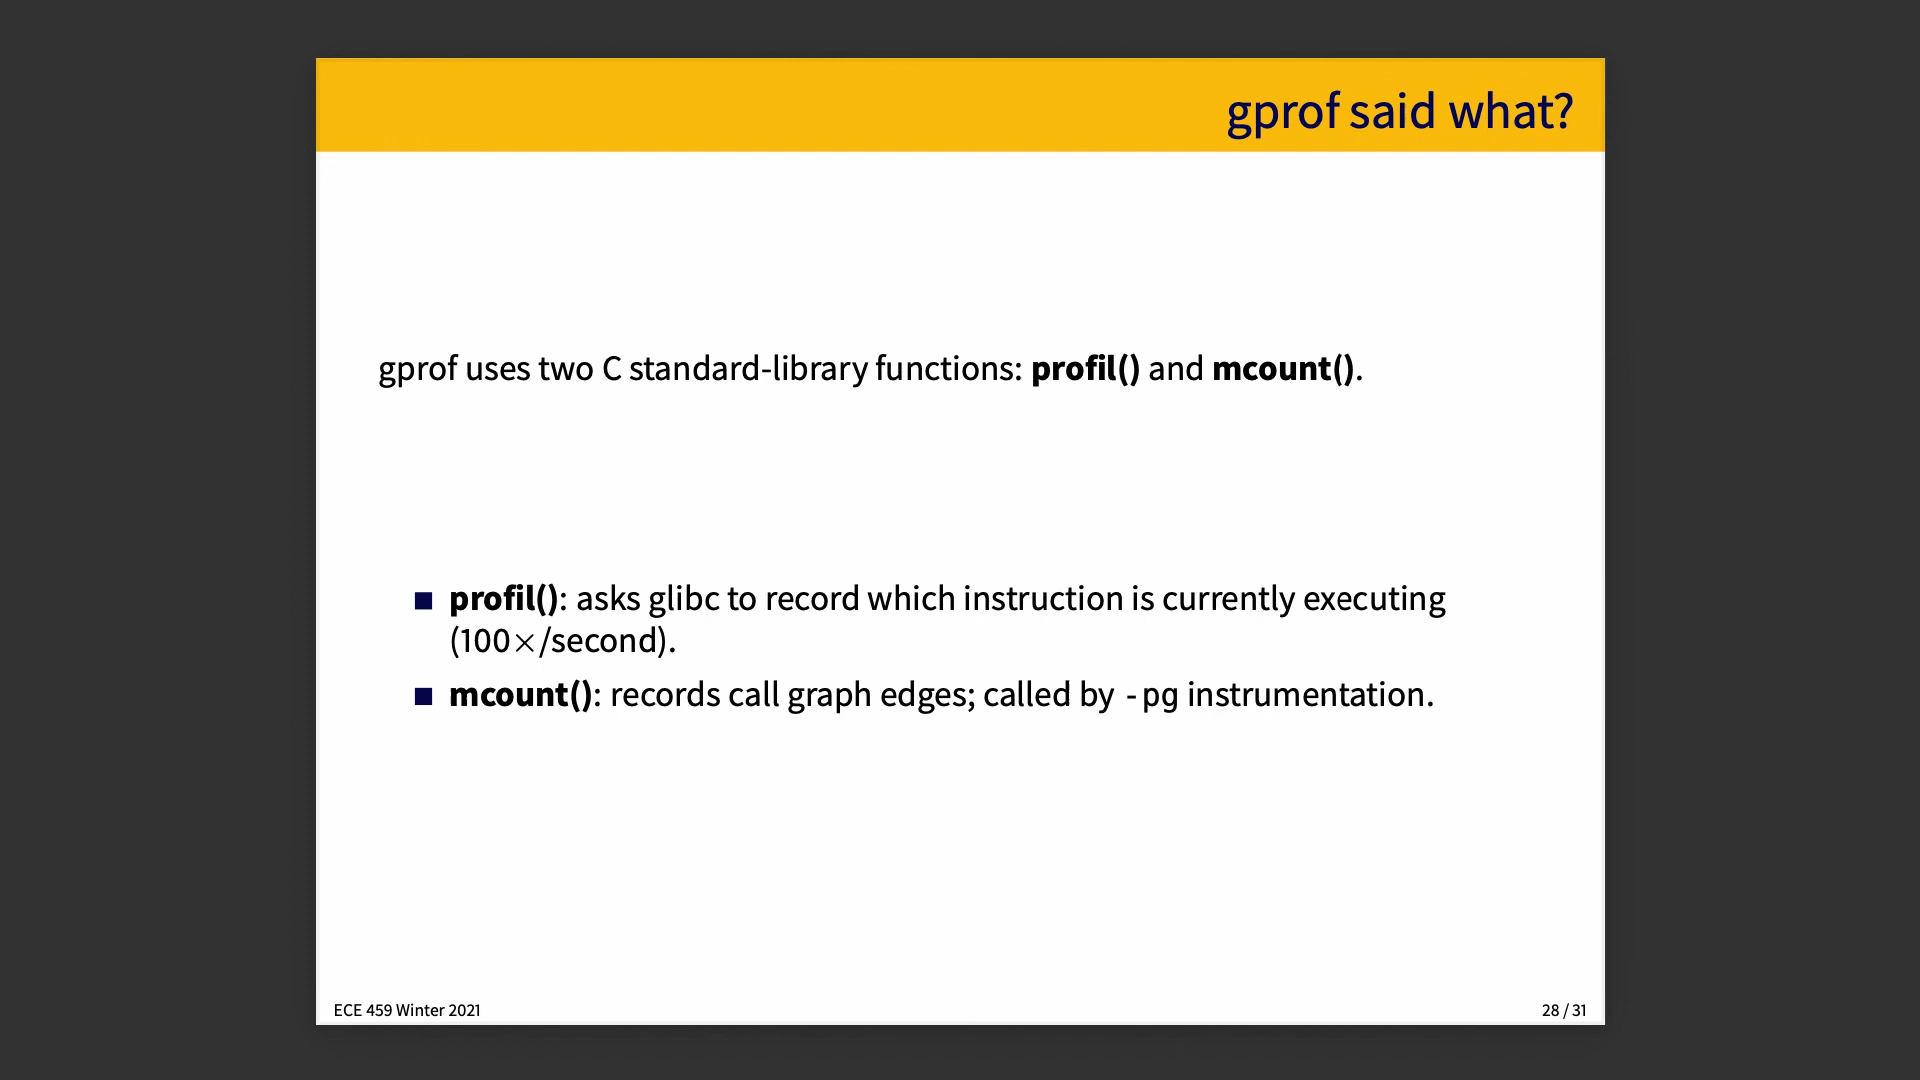 gprof said what?
gprof uses two C standard-library functions: profil() and mcount().
■ profil(): asks glibc to record which instruction is currently executing
(100×/second).
■ mcount(): records call graph edges; called by -pg instrumentation.
ECE 459 Winter 2021
28 / 31